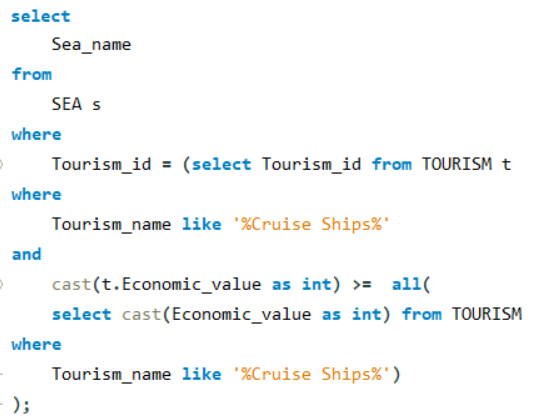 select
Sea_name
from
SEA s
where
Tourism_id = (select Tourism_id from TOURISM t
where
Tourism_name like '%Cruise Ships%'
and
cast(t.Economic_value as int) >=  all(
select cast(Economic_value as int) from TOURISM
where
Tourism_name like '%Cruise Ships%')
);